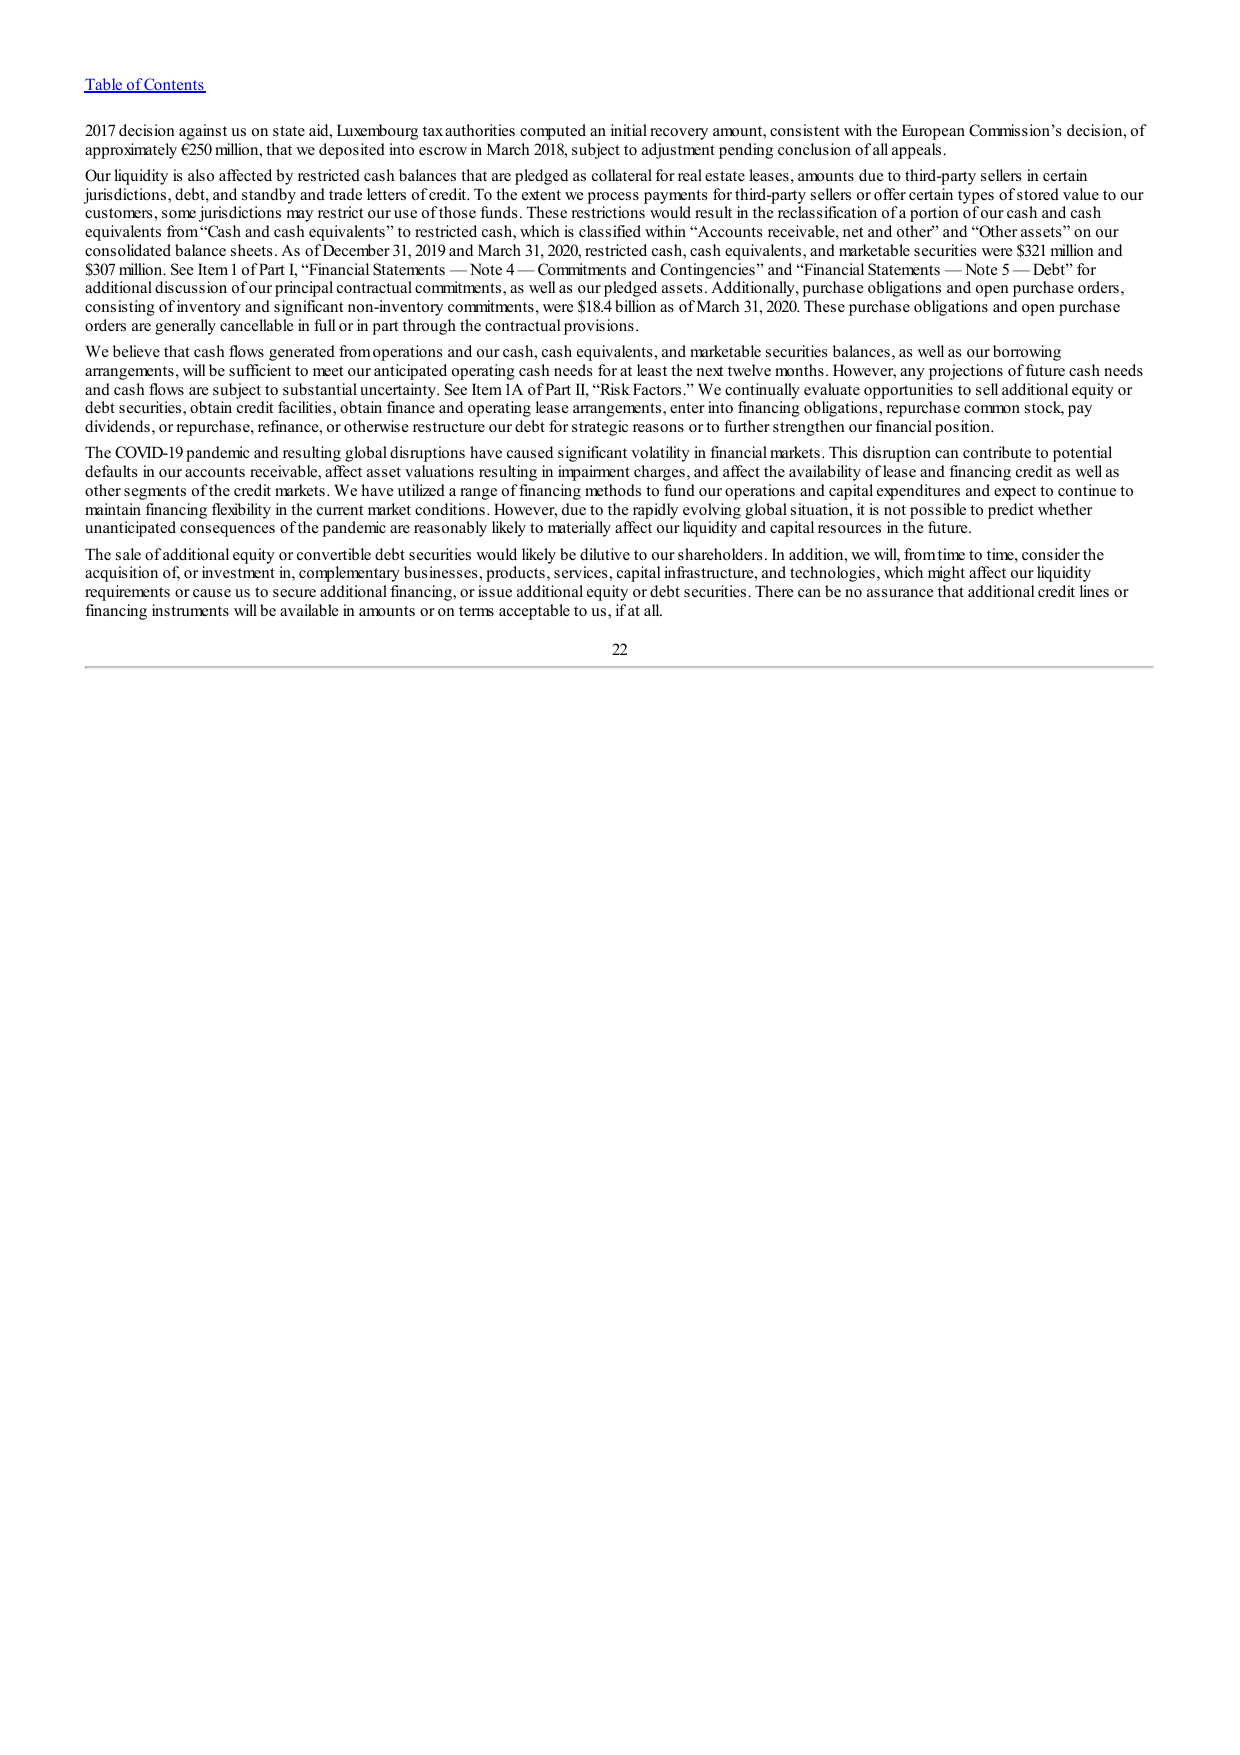 Table of Contents
2017 decision against us on state aid, Luxembourg tax authorities computed an initial recovery amount, consistent with the European Commission’s decision, of
approximately €250 million, that we deposited into escrow in March 2018, subject to adjustment pending conclusion of all appeals.
Our liquidity is also affected by restricted cash balances that are pledged as collateral for real estate leases, amounts due to third-party sellers in certain
jurisdictions, debt, and standby and trade letters of credit. To the extent we process payments for third-party sellers or offer certain types of stored value to our
customers, some jurisdictions may restrict our use of those funds. These restrictions would result in the reclassification of a portion of our cash and cash
equivalents from “Cash and cash equivalents” to restricted cash, which is classified within “Accounts receivable, net and other” and “Other assets” on our
consolidated balance sheets. As of December 31, 2019 and March 31, 2020, restricted cash, cash equivalents, and marketable securities were $321 million and
$307 million. See Item 1 of Part I, “Financial Statements — Note 4 — Commitments and Contingencies” and “Financial Statements — Note 5 — Debt” for
additional discussion of our principal contractual commitments, as well as our pledged assets. Additionally, purchase obligations and open purchase orders,
consisting of inventory and significant non-inventory commitments, were $18.4 billion as of March 31, 2020. These purchase obligations and open purchase
orders are generally cancellable in full or in part through the contractual provisions.
We believe that cash flows generated from operations and our cash, cash equivalents, and marketable securities balances, as well as our borrowing
arrangements, will be sufficient to meet our anticipated operating cash needs for at least the next twelve months. However, any projections of future cash needs
and cash flows are subject to substantial uncertainty. See Item 1A of Part II, “Risk Factors.” We continually evaluate opportunities to sell additional equity or
debt securities, obtain credit facilities, obtain finance and operating lease arrangements, enter into financing obligations, repurchase common stock, pay
dividends, or repurchase, refinance, or otherwise restructure our debt for strategic reasons or to further strengthen our financial position.
The COVID-19 pandemic and resulting global disruptions have caused significant volatility in financial markets. This disruption can contribute to potential
defaults in our accounts receivable, affect asset valuations resulting in impairment charges, and affect the availability of lease and financing credit as well as
other segments of the credit markets. We have utilized a range of financing methods to fund our operations and capital expenditures and expect to continue to
maintain financing flexibility in the current market conditions. However, due to the rapidly evolving global situation, it is not possible to predict whether
unanticipated consequences of the pandemic are reasonably likely to materially affect our liquidity and capital resources in the future.
The sale of additional equity or convertible debt securities would likely be dilutive to our shareholders. In addition, we will, from time to time, consider the
acquisition of, or investment in, complementary businesses, products, services, capital infrastructure, and technologies, which might affect our liquidity
requirements or cause us to secure additional financing, or issue additional equity or debt securities. There can be no assurance that additional credit lines or
financing instruments will be available in amounts or on terms acceptable to us, if at all.
22